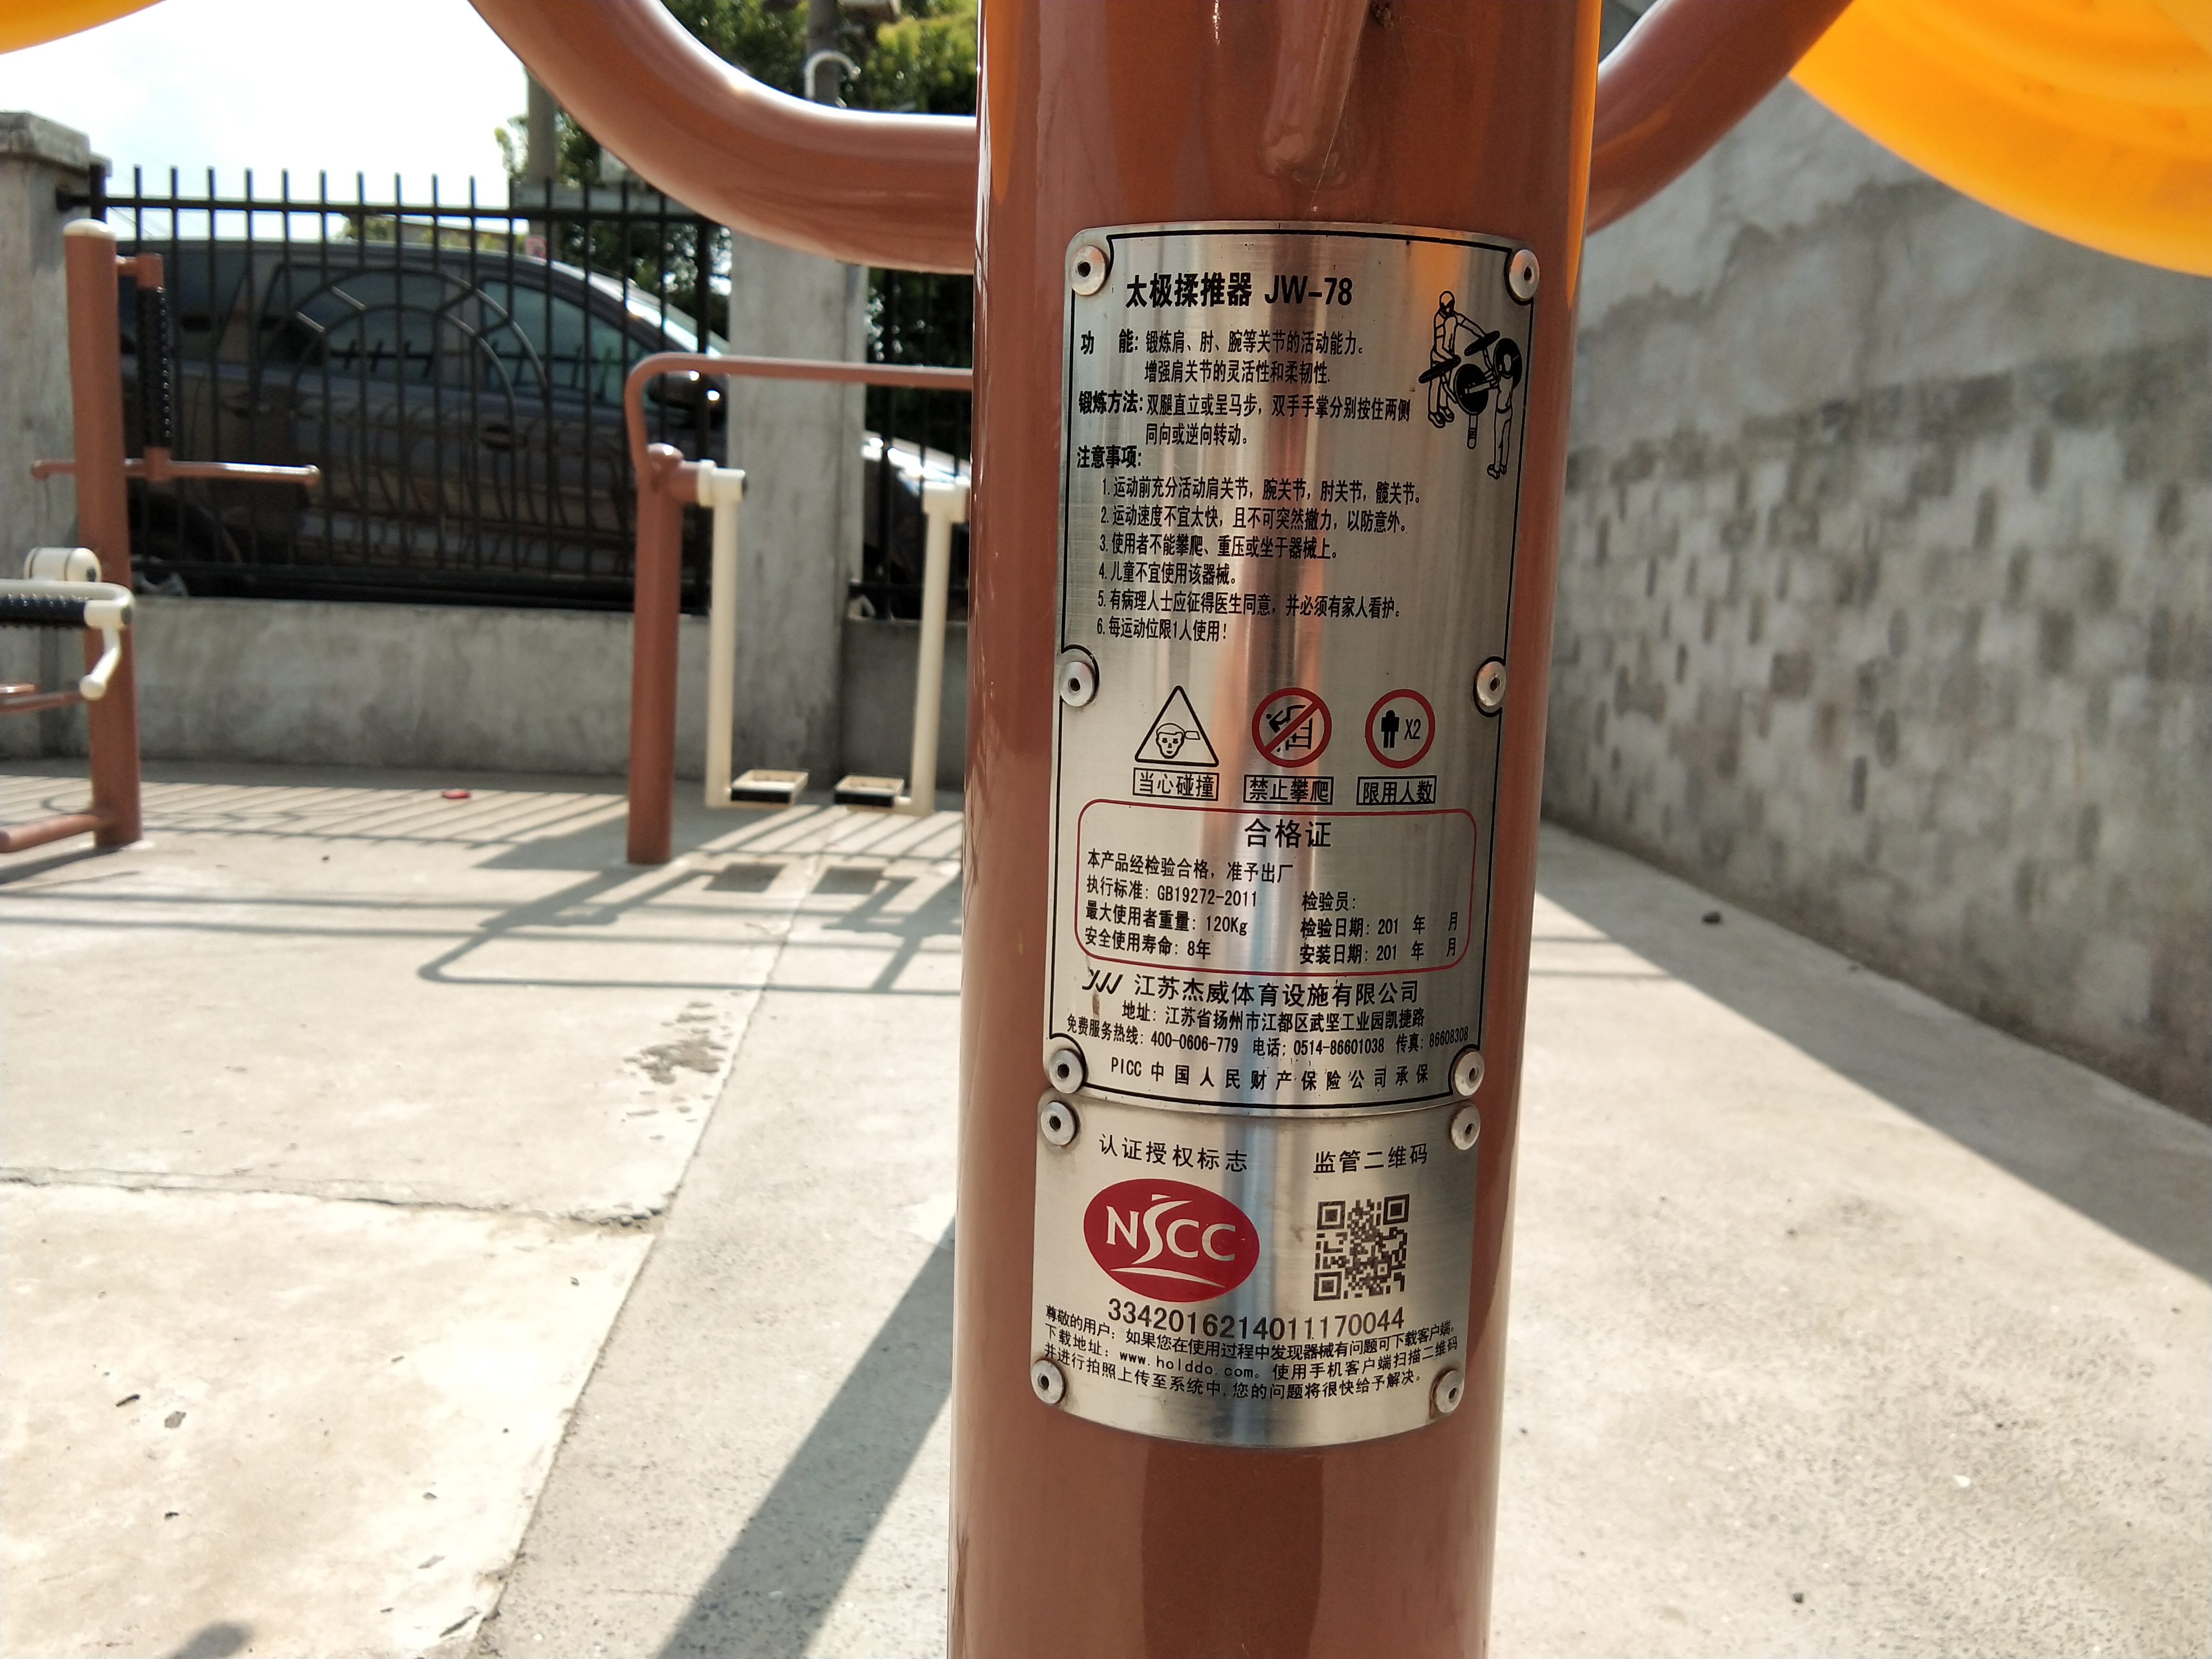 太极揉推器 JW-78
功 能: 锻炼肩、肘、腕等关节的活动能力。
增强肩关节的灵活性和柔韧性.
锻炼方法: 双腿直立或呈马步，双手手掌分别按住两侧
同向或逆向转动。
注意事项:
1.运动前充分活动肩关节，腕关节，肘关节，髋关节。
2.运动速度不宜太快，且不可突然撤力，以防意外。
3.使用者不能攀爬、重压或坐于器械上。
4.儿童不宜使用该器械。
5.有病理人士应征得医生同意，并必须有家人看护。
6.每运动位限1人使用!
X2
当心碰撞 禁止攀爬 限用人数
合格证
本产品经检验合格，准予出厂
执行标准: GB19272-2011 检验员:
最大使用者重量: 120Kg 检验日期: 201 年 月
安全使用寿命: 8年 安装日期: 201 年 月
JW 江苏杰威体育设施有限公司
地址: 江苏省扬州市江都区武坚工业园凯捷路
免费服务热线: 400-0606-779 电话: 0514-86601038 传真: 86608308
PICC 中国人民财产保险公司承保
认证授权标志 监管二维码
NSCC
3342016214011170044
尊敬的用户: 如果您在使用过程中发现器械有问题可下载客户端。
下载地址: www.holddo.com。使用手机客户端扫描二维码
并进行拍照上传至系统中,您的问题将很快给予解决。